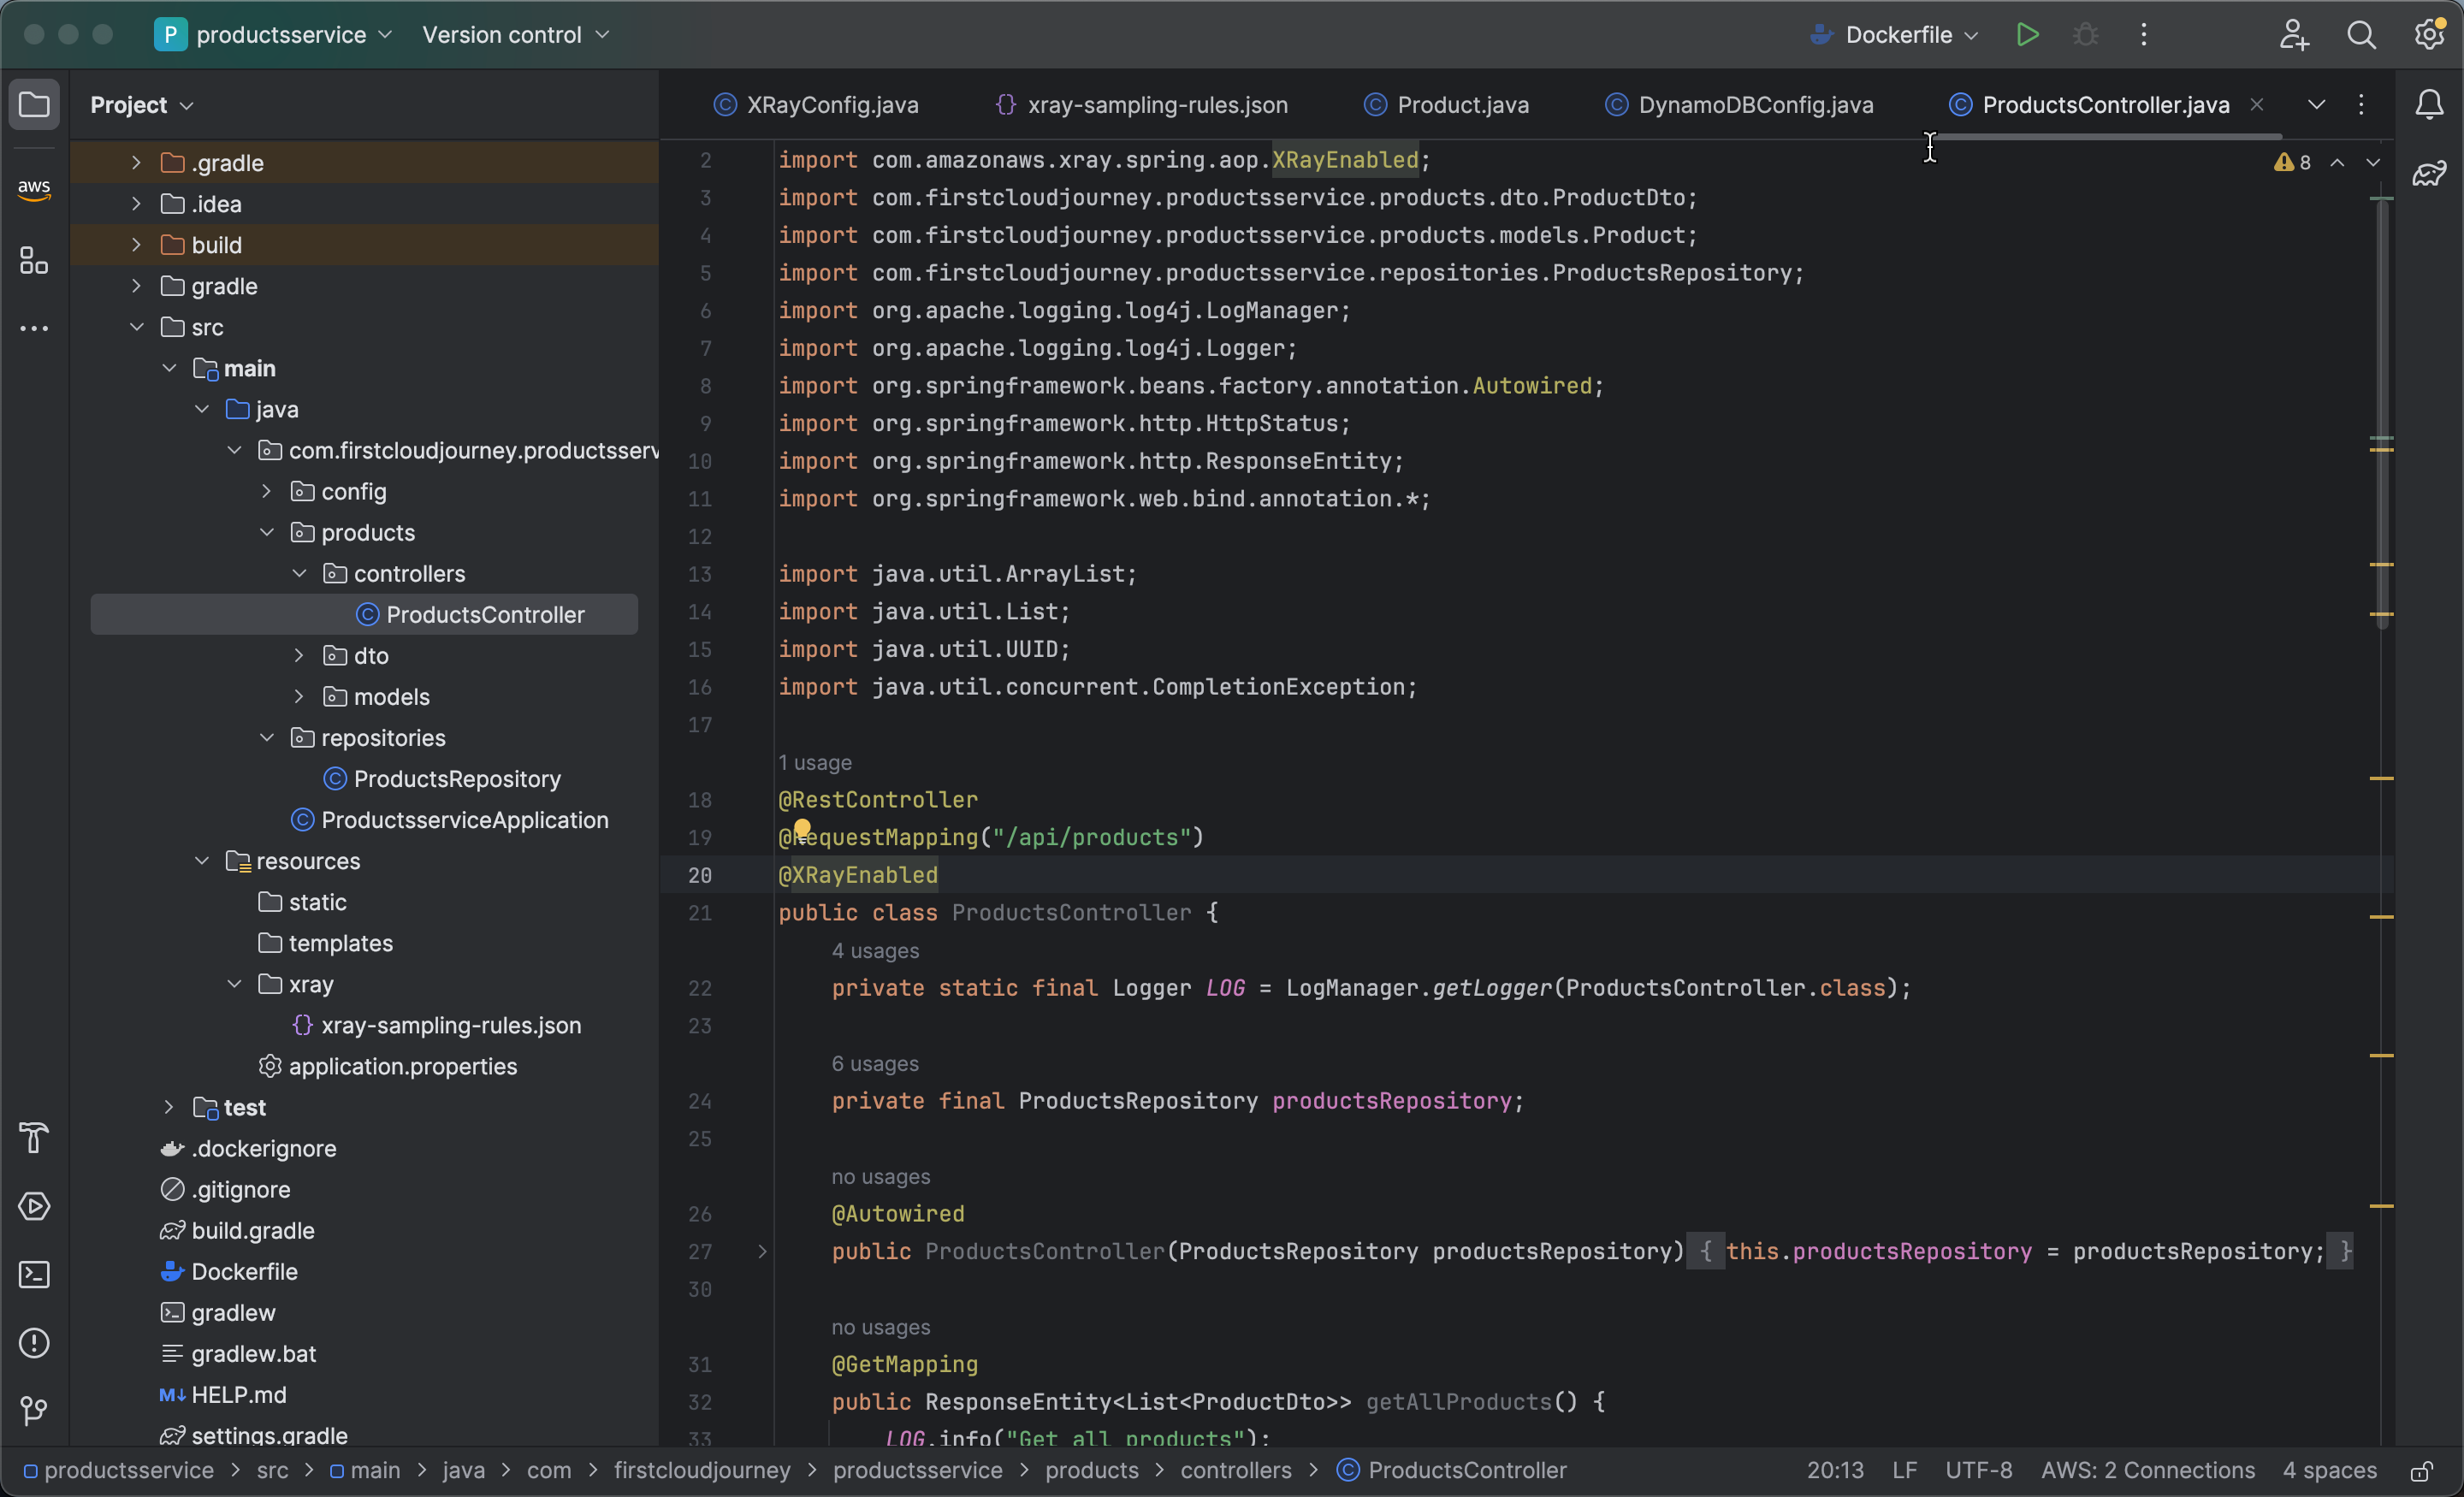 P productsservice Version control Dockerfile
Project
XRayConfig.java xray-sampling-rules.json Product.java DynamoDBConfig.java ProductsController.java
aws
.gradle
.idea
build
gradle
src
main
java
com.firstcloudjourney.productsserv
config
products
controllers
ProductsController
dto
models
repositories
ProductsRepository
ProductsserviceApplication
resources
static
templates
xray
xray-sampling-rules.json
application.properties
test
.dockerignore
.gitignore
build.gradle
Dockerfile
gradlew
gradlew.bat
M↓ HELP.md
settings.gradle
8
2 import com.amazonaws.xray.spring.aop.XRayEnabled;
3 import com.firstcloudjourney.productsservice.products.dto.ProductDto;
4 import com.firstcloudjourney.productsservice.products.models.Product;
5 import com.firstcloudjourney.productsservice.repositories.ProductsRepository;
6 import org.apache.logging.log4j.LogManager;
7 import org.apache.logging.log4j.Logger;
8 import org.springframework.beans.factory.annotation.Autowired;
9 import org.springframework.http.HttpStatus;
10 import org.springframework.http.ResponseEntity;
11 import org.springframework.web.bind.annotation.*;
12
13 import java.util.ArrayList;
14 import java.util.List;
15 import java.util.UUID;
16 import java.util.concurrent.CompletionException;
17
1 usage
18 @RestController
19 @RequestMapping("/api/products")
20 @XRayEnabled
21 public class ProductsController {
4 usages
22 private static final Logger LOG = LogManager.getLogger(ProductsController.class);
23
6 usages
24 private final ProductsRepository productsRepository;
25
no usages
26 @Autowired
27 public ProductsController(ProductsRepository productsRepository) { this.productsRepository = productsRepository; }
30
no usages
31 @GetMapping
32 public ResponseEntity<List<ProductDto>> getAllProducts() {
33 LOG.info("Get all products");
productsservice > src > main > java > com > firstcloudjourney > productsservice > products > controllers > ProductsController 20:13 LF UTF-8 AWS: 2 Connections 4 spaces